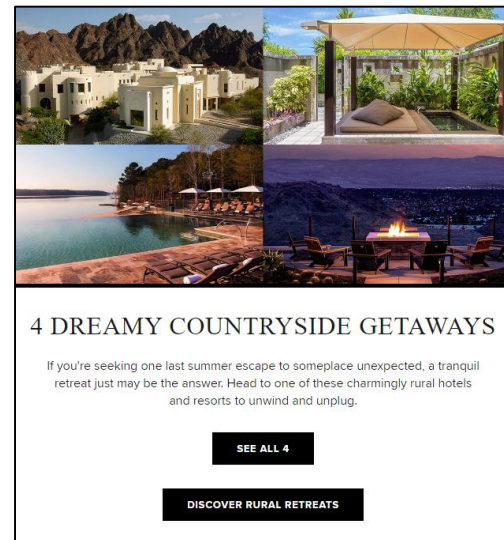 4 DREAMY COUNTRYSIDE GETAWAYS
If you're seeking one last summer escape to someplace unexpected, a tranquil
retreat just may be the answer. Head to one of these charmingly rural hotels
and resorts to unwind and unplug.
SEE ALL 4
DISCOVER RURAL RETREATS